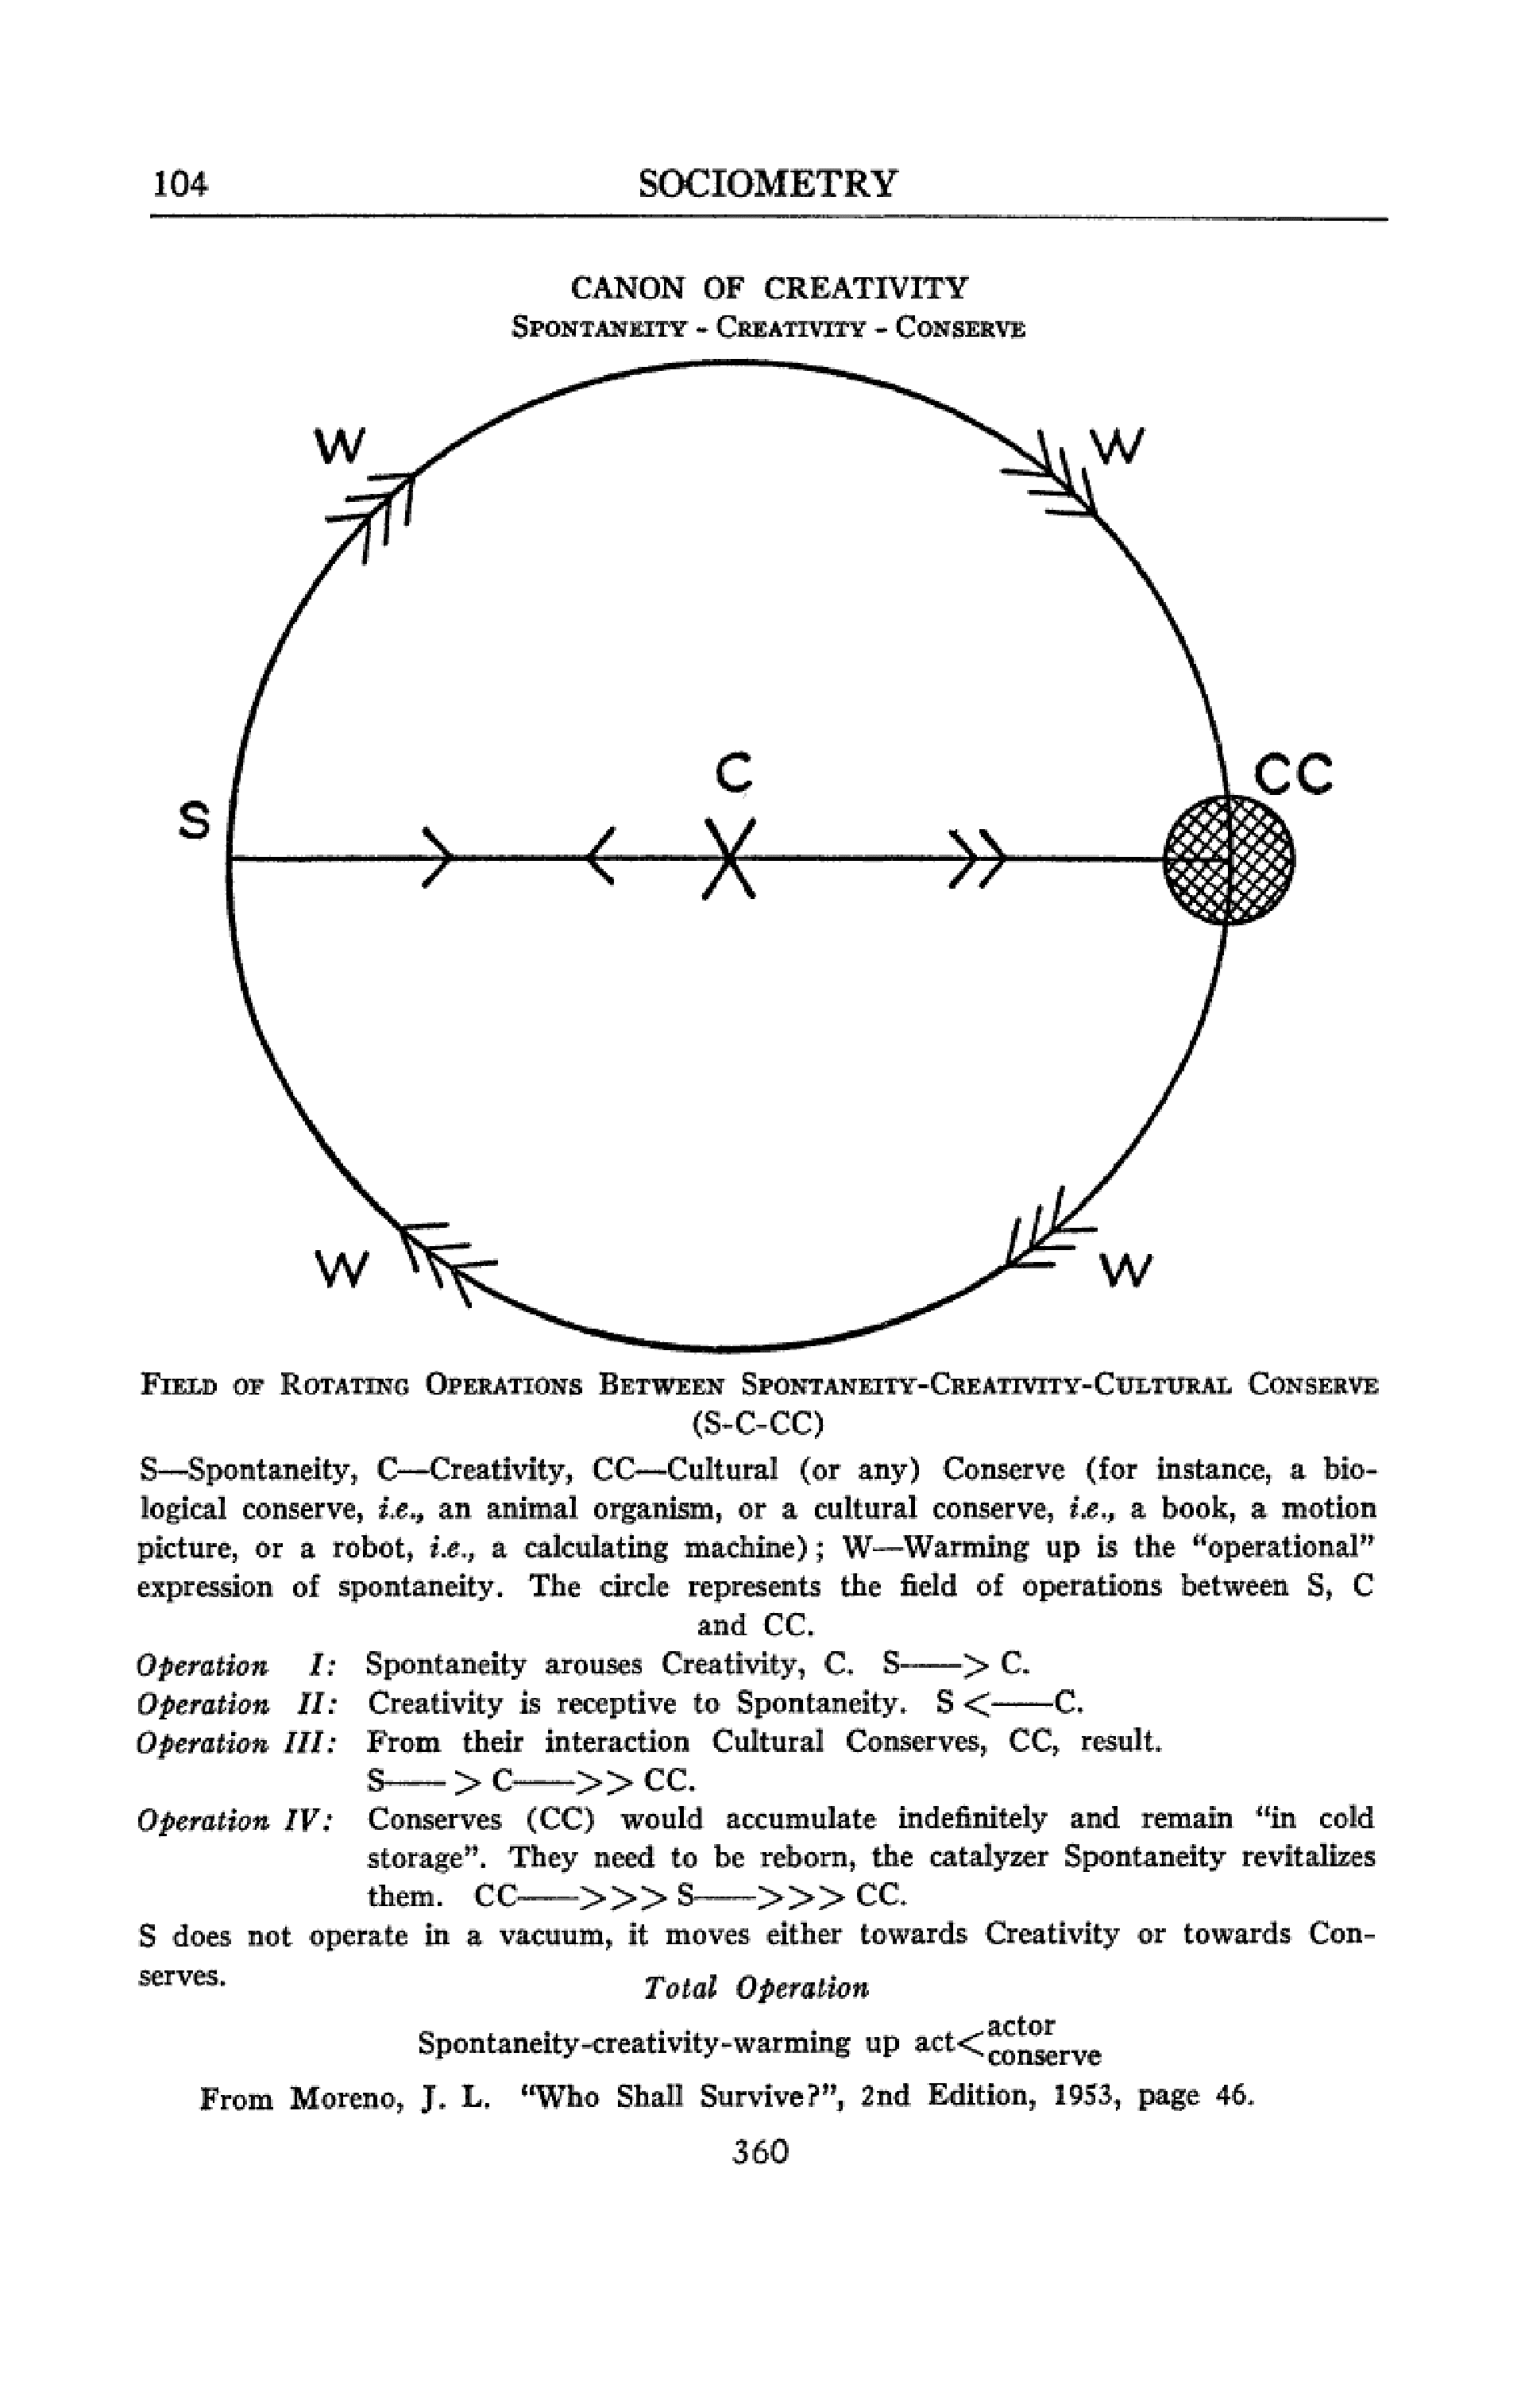 104
SOCIOMETRY
CANON OF CREATIVITY
SPONTANEITY - CREATIVITY - CONSERVE
W
W
C
CC
S
W
W
FIELD OF ROTATING OPERATIONS BETWEEN SPONTANEITY-CREATIVITY-CULTURAL CONSERVE
(S-C-CC)
S—Spontaneity, C—Creativity, CC—Cultural (or any) Conserve (for instance, a bio-
logical conserve, i.e., an animal organism, or a cultural conserve, i.e., a book, a motion
picture, or a robot, i.e., a calculating machine); W—Warming up is the "operational"
expression of spontaneity. The circle represents the field of operations between S, C
and CC.
Operation I: Spontaneity arouses Creativity, C. S——> C.
Operation II: Creativity is receptive to Spontaneity. S <——C.
Operation III: From their interaction Cultural Conserves, CC, result.
S——> C——>> CC.
Operation IV: Conserves (CC) would accumulate indefinitely and remain "in cold
storage". They need to be reborn, the catalyzer Spontaneity revitalizes
them. CC——>>> S——>>> CC.
S does not operate in a vacuum, it moves either towards Creativity or towards Con-
serves.
Total Operation
Spontaneity-creativity-warming up act<actor
conserve
From Moreno, J. L. "Who Shall Survive?", 2nd Edition, 1953, page 46.
360